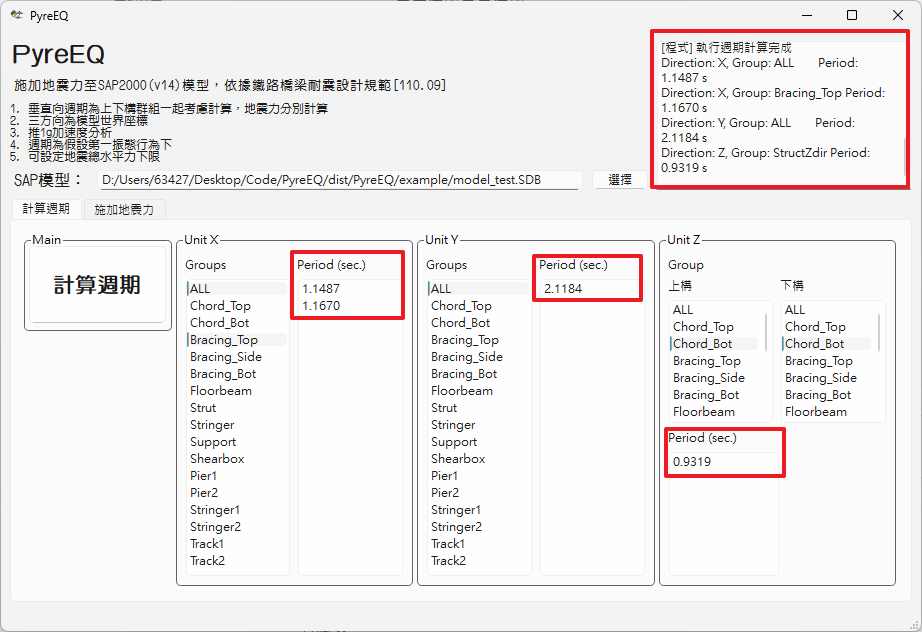 PyreEQ
PyreEQ
施加地震力至SAP2000(v14)模型，依據鐵路橋梁耐震設計規範[110.09]
1. 垂直向週期為上下構群組一起考慮計算，地震力分別計算
2. 三方向為模型世界座標
3. 推1g加速度分析
4. 週期為假設第一振態行為下
5. 可設定地震總水平力下限
[程式] 執行週期計算完成
Direction: X, Group: ALL Period:
1.1487 s
Direction: X, Group: Bracing_Top Period:
1.1670 s
Direction: Y, Group: ALL Period:
2.1184 s
Direction: Z, Group: StructZdir Period:
0.9319 s
SAP模型： D:/Users/63427/Desktop/Code/PyreEQ/dist/PyreEQ/example/model_test.SDB 選擇
計算週期 施加地震力
Main
計算週期
Unit X
Groups
ALL
Chord_Top
Chord_Bot
Bracing_Top
Bracing_Side
Bracing_Bot
Floorbeam
Strut
Stringer
Support
Shearbox
Pier1
Pier2
Stringer1
Stringer2
Track1
Track2
Period (sec.)
1.1487
1.1670
Unit Y
Groups
ALL
Chord_Top
Chord_Bot
Bracing_Top
Bracing_Side
Bracing_Bot
Floorbeam
Strut
Stringer
Support
Shearbox
Pier1
Pier2
Stringer1
Stringer2
Track1
Track2
Period (sec.)
2.1184
Unit Z
Group
上構
ALL
Chord_Top
Chord_Bot
Bracing_Top
Bracing_Side
Bracing_Bot
Floorbeam
下構
ALL
Chord_Top
Chord_Bot
Bracing_Top
Bracing_Side
Bracing_Bot
Floorbeam
Period (sec.)
0.9319